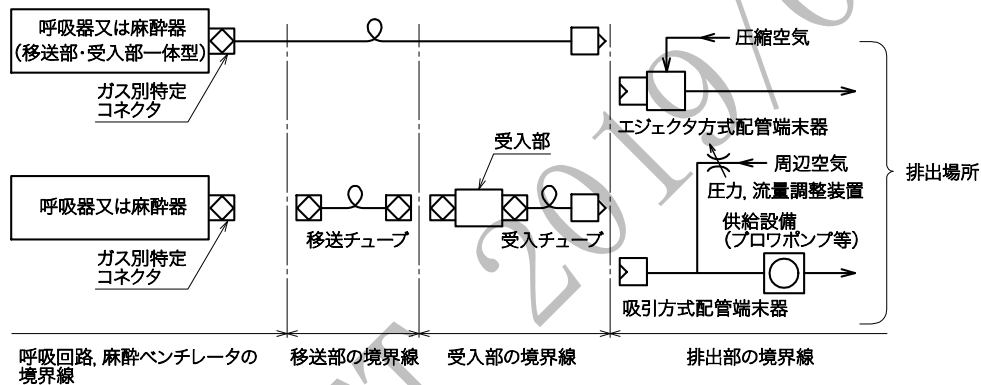 呼吸器又は麻酔器
(移送部・受入部一体型)
ガス別特定
コネクタ
圧縮空気
エジェクタ方式配管端末器
受入部
周辺空気
圧力,流量調整装置
排出場所
呼吸器又は麻酔器
移送チューブ
受入チューブ
供給設備
(ブロワポンプ等)
ガス別特定
コネクタ
吸引方式配管端末器
呼吸回路,麻酔ベンチレータの
境界線
移送部の境界線
受入部の境界線
排出部の境界線